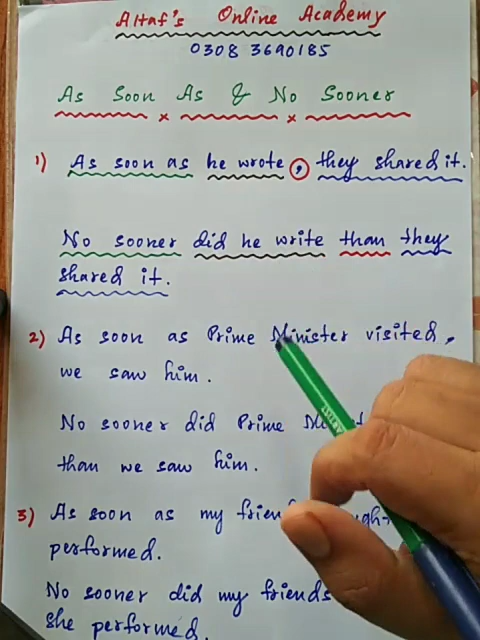 Altaf's Online Academy
0308 3690185
As Soon As & No Sooner
1) As soon as he wrote, they shared it.
No sooner did he write than they
shared it.
2) As soon as Prime Minister visited,
we saw him.
No sooner did Prime
than we saw him.
3) As soon as my
performed.
No sooner did my friends
she performed.